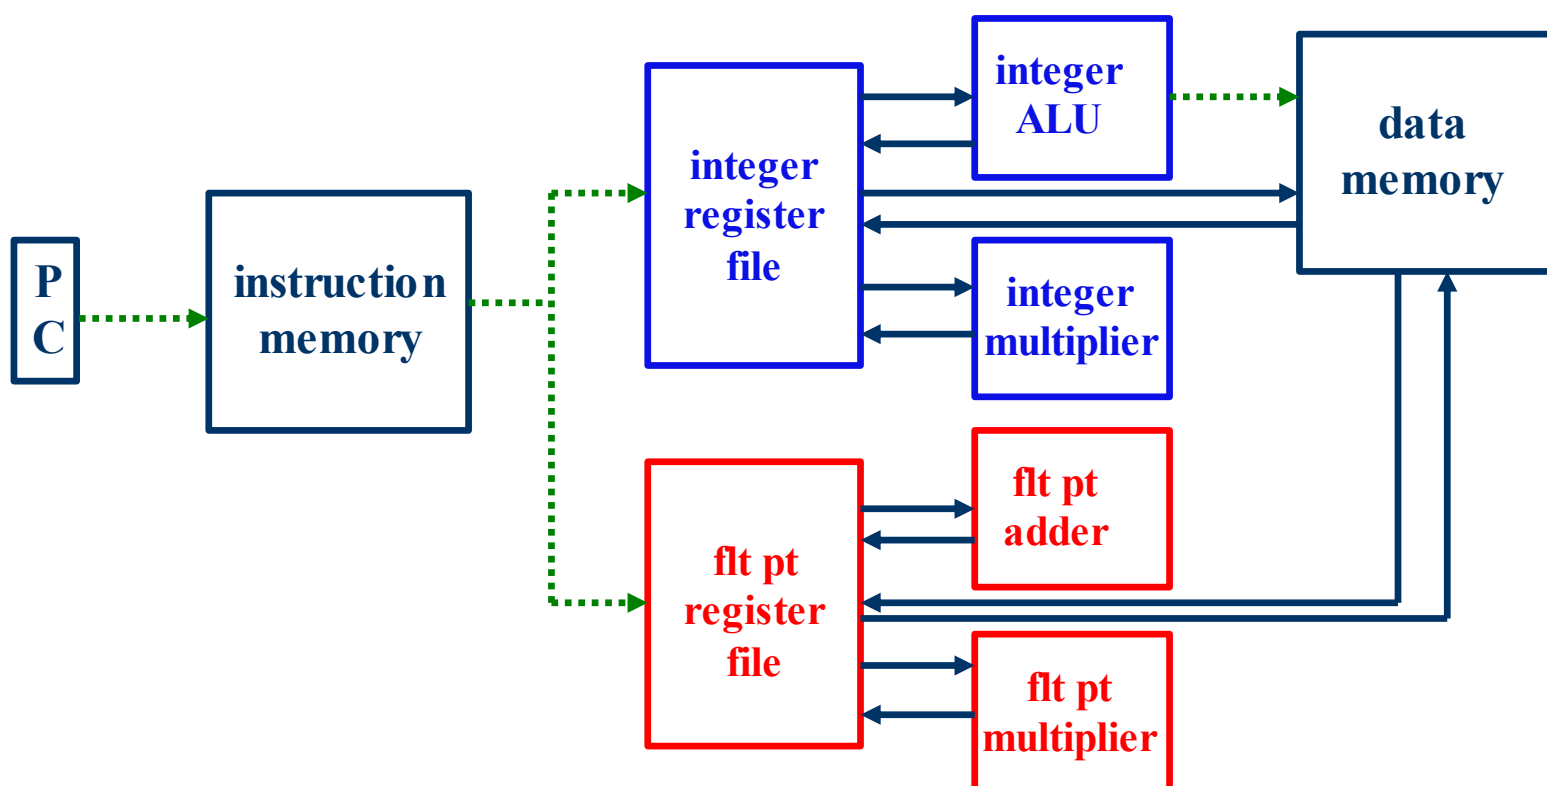 P
C
instruction
memory
integer
register
file
integer
ALU
data
memory
integer
multiplier
flt pt
register
file
flt pt
adder
flt pt
multiplier